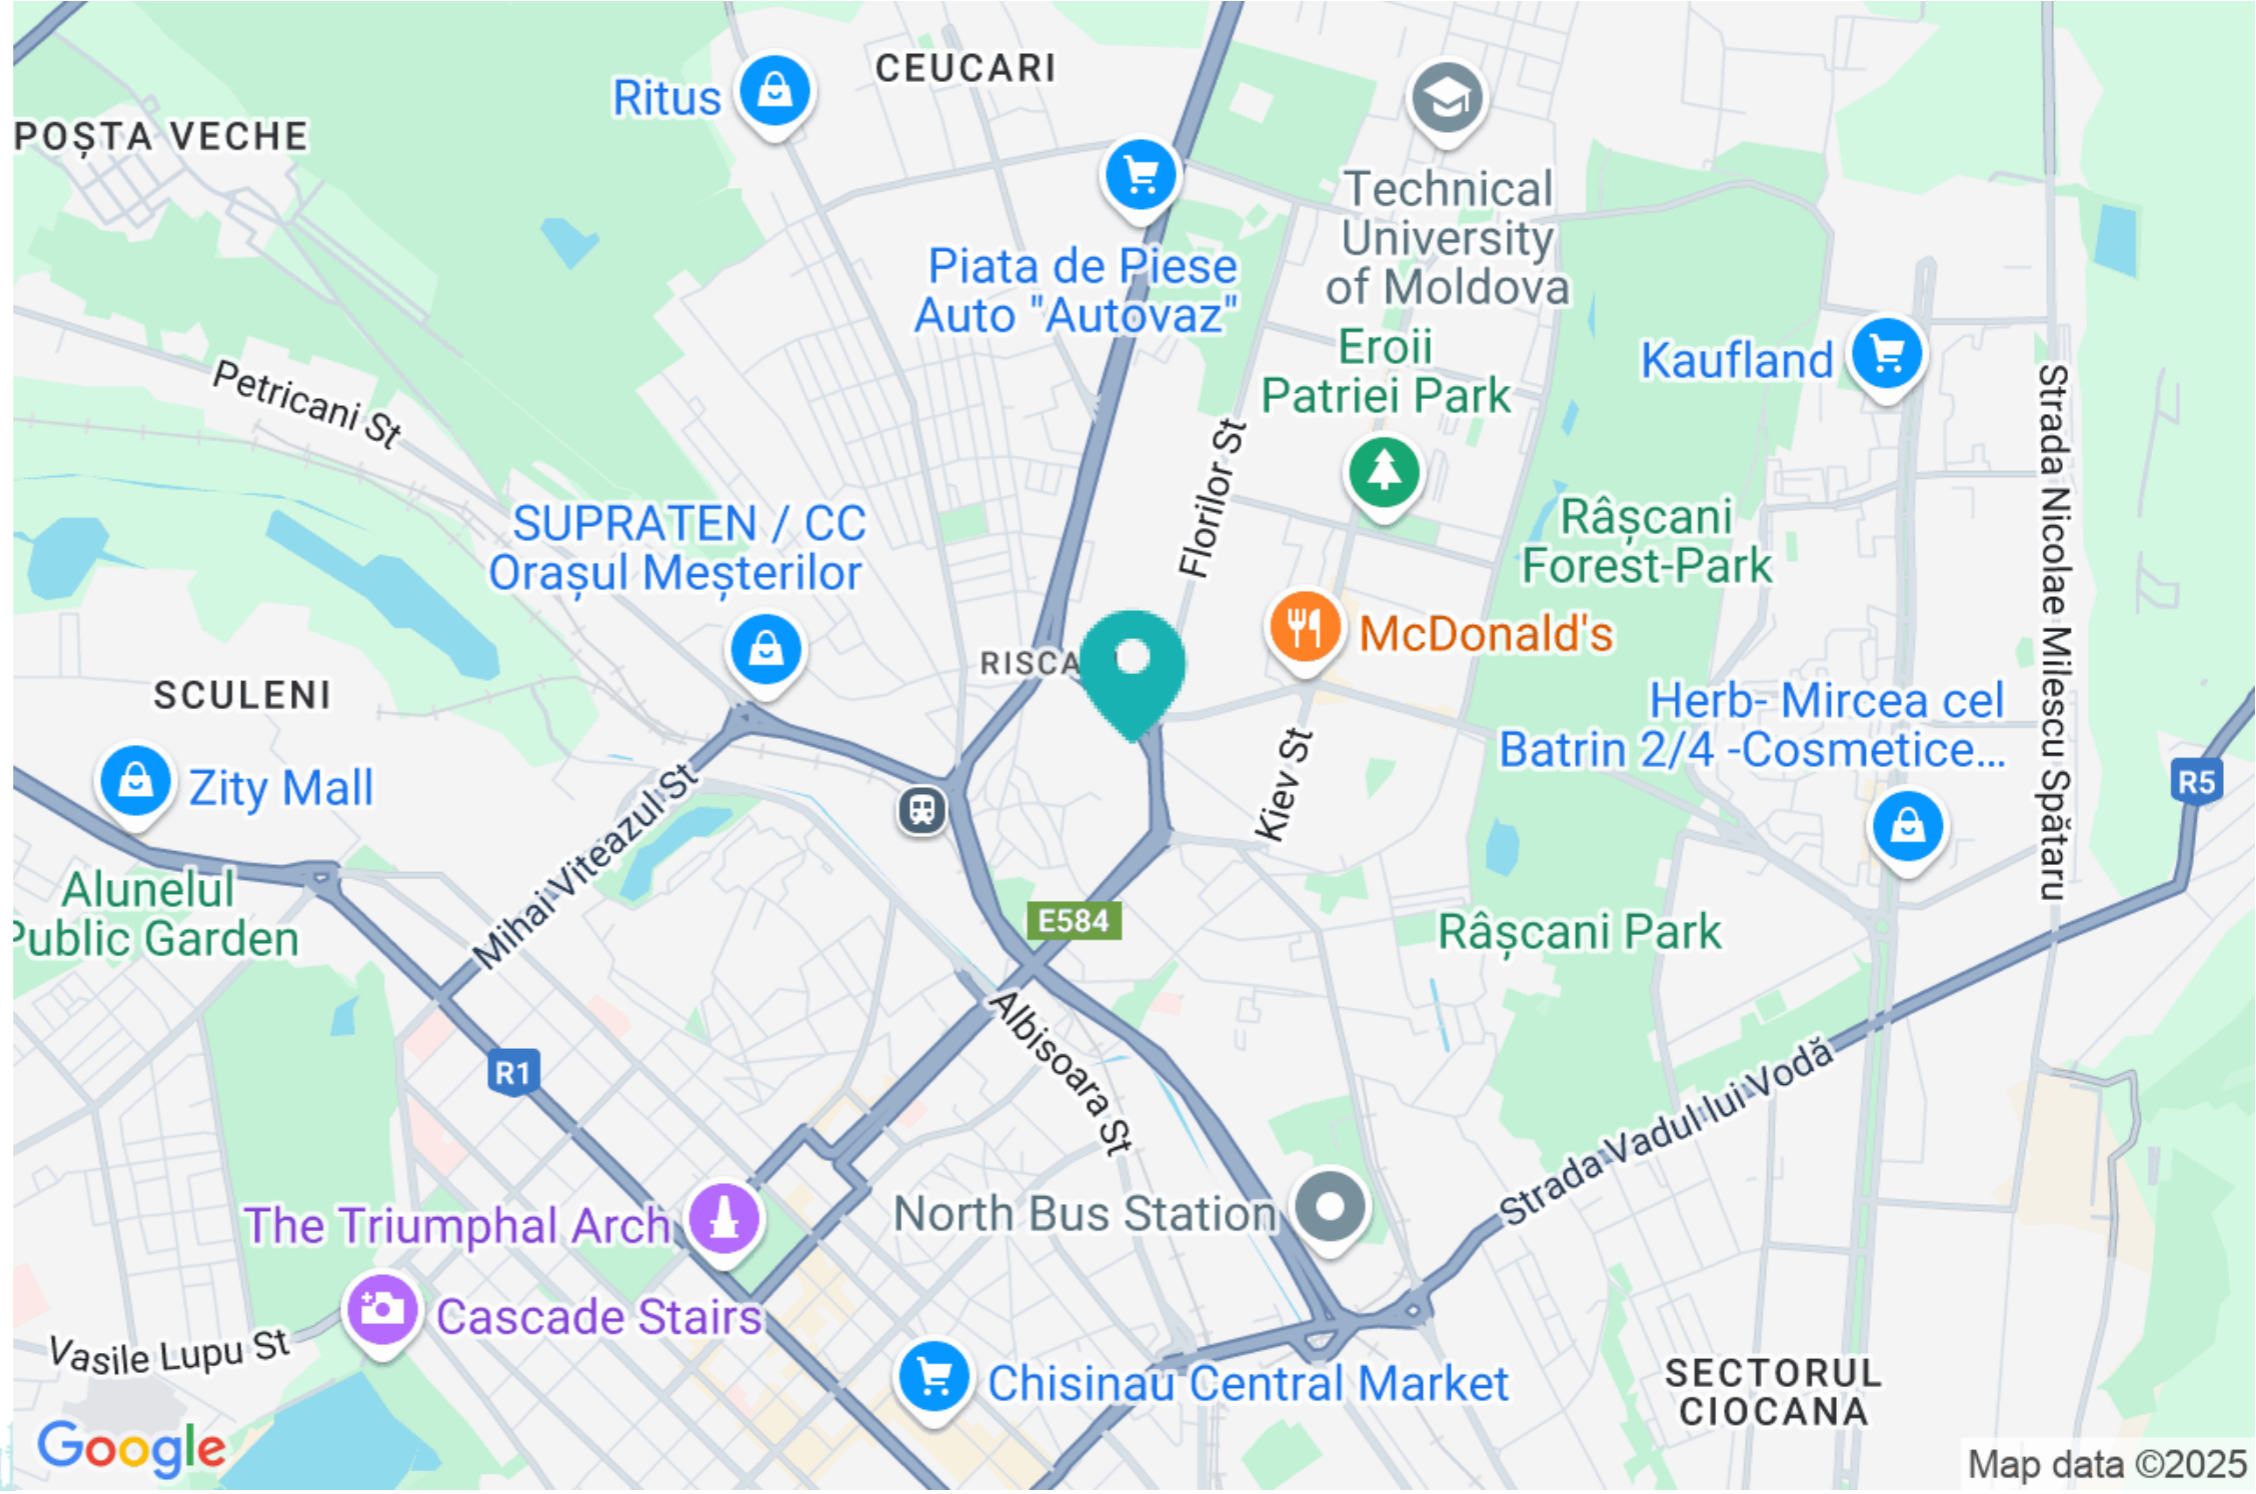 CEUCARI
Ritus
POȘTA VECHE
Technical
University
of Moldova
Piata de Piese
Auto "Autovaz"
Eroii
Patriei Park
Kaufland
Petricani St
Florilor St
Strada Nicolae Milescu Spătaru
SUPRATEN / CC
Orașul Meșterilor
Râșcani
Forest-Park
McDonald's
RISCA
SCULENI
Herb- Mircea cel
Batrin 2/4 -Cosmetice...
Zity Mall
Kiev St
R5
Mihai Viteazul St
Alunelul
Public Garden
E584
Râșcani Park
Albisoara St
R1
Strada Vadul lui Vodă
The Triumphal Arch
North Bus Station
Cascade Stairs
Vasile Lupu St
Chisinau Central Market
SECTORUL
CIOCANA
Google
Map data ©2025